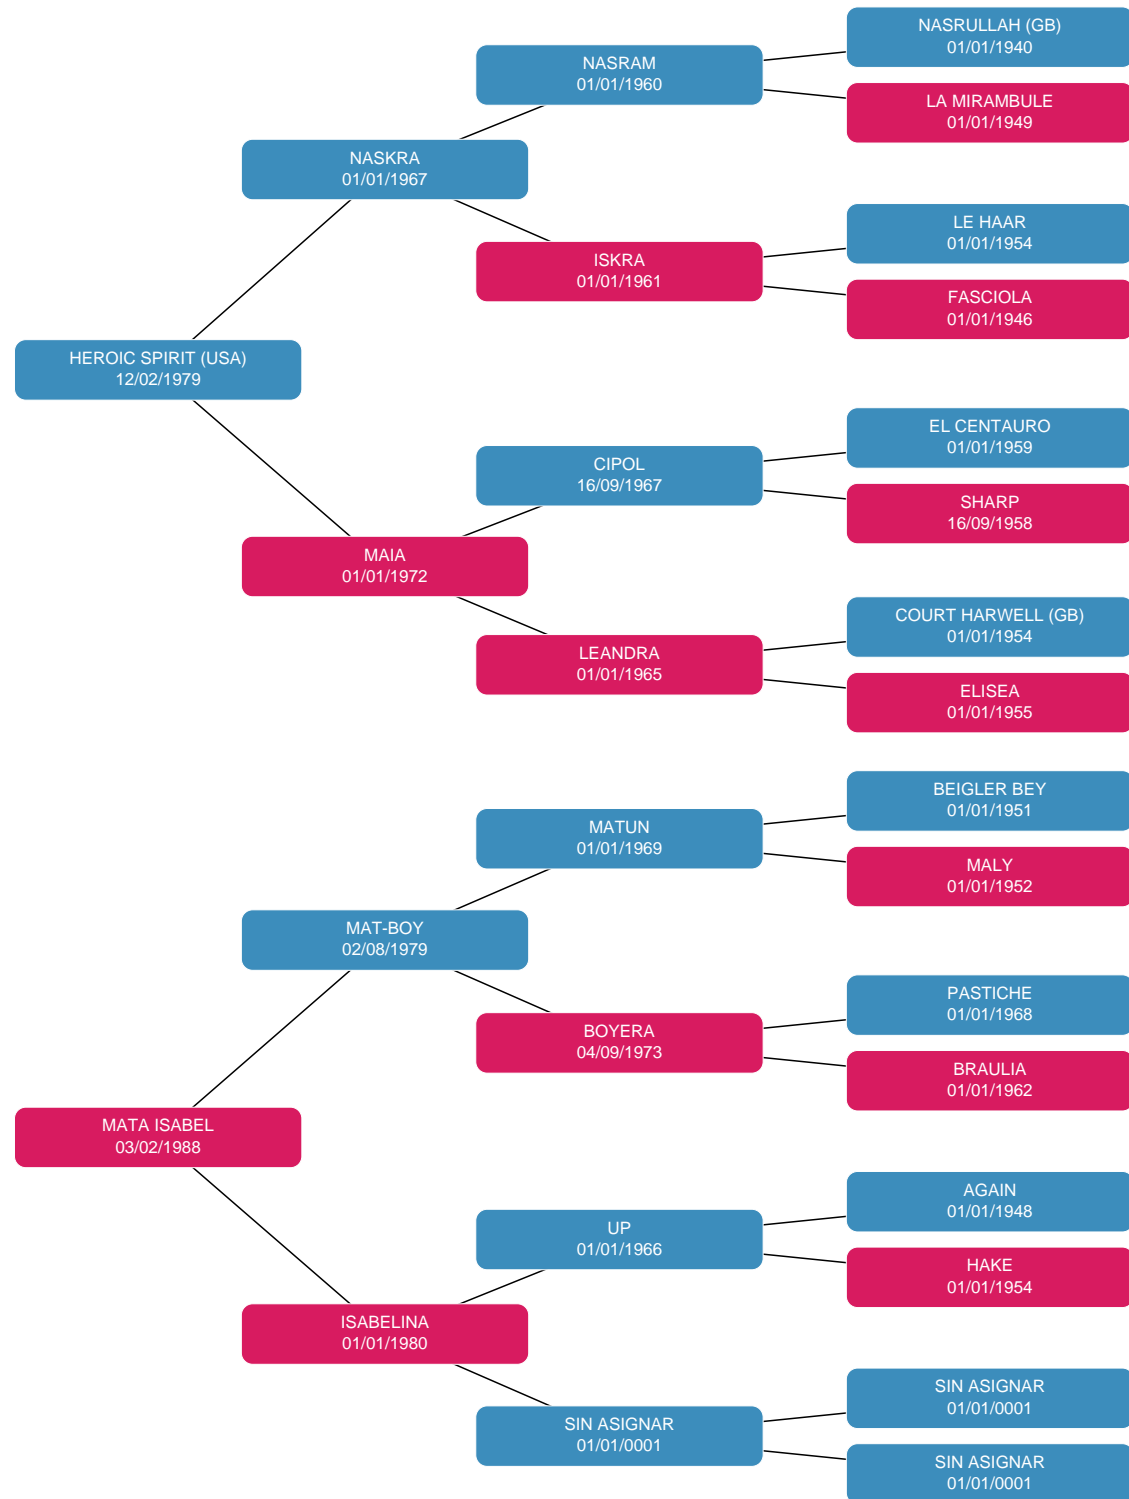 NASRULLAH (GB)
01/01/1940
NASRAM
01/01/1960
LA MIRAMBULE
01/01/1949
NASKRA
01/01/1967
LE HAAR
01/01/1954
ISKRA
01/01/1961
FASCIOLA
01/01/1946
HEROIC SPIRIT (USA)
12/02/1979
EL CENTAURO
01/01/1959
CIPOL
16/09/1967
SHARP
16/09/1958
MAIA
01/01/1972
COURT HARWELL (GB)
01/01/1954
LEANDRA
01/01/1965
ELISEA
01/01/1955
BEIGLER BEY
01/01/1951
MATUN
01/01/1969
MALY
01/01/1952
MAT-BOY
02/08/1979
PASTICHE
01/01/1968
BOYERA
04/09/1973
BRAULIA
01/01/1962
MATA ISABEL
03/02/1988
AGAIN
01/01/1948
UP
01/01/1966
HAKE
01/01/1954
ISABELINA
01/01/1980
SIN ASIGNAR
01/01/0001
SIN ASIGNAR
01/01/0001
SIN ASIGNAR
01/01/0001